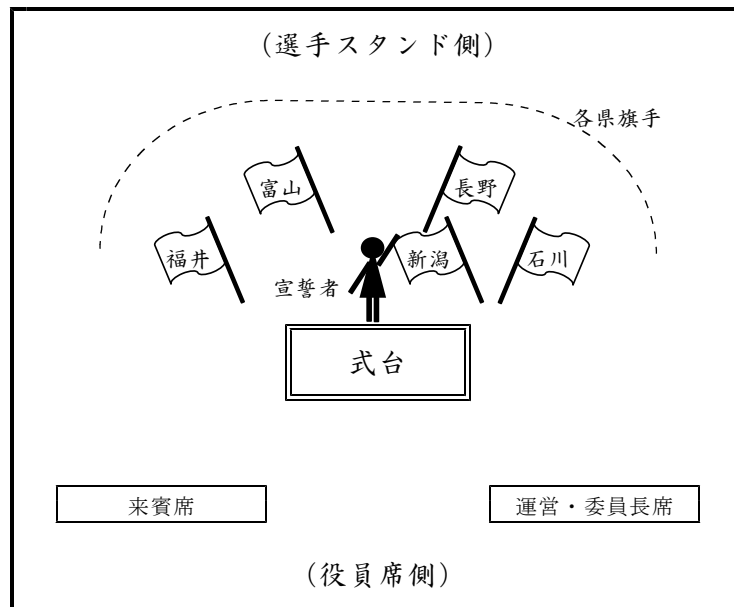 (選手スタンド側)
各県旗手
富山
長野
福井
新潟
石川
宣誓者
式台
来賓席
運営・委員長席
(役員席側)